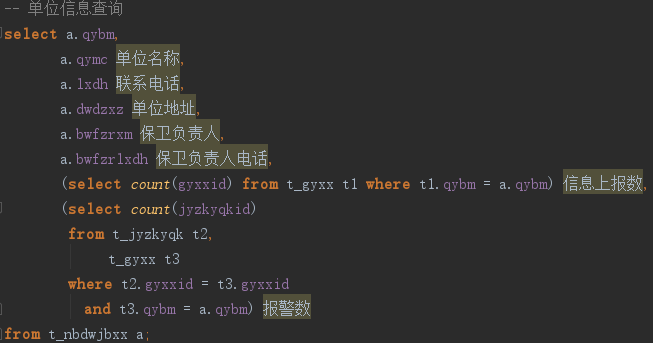 -- 单位信息查询
select a.qybm,
a.qymc 单位名称,
a.lxdh 联系电话,
a.dwdzxz 单位地址,
a.bwfzrxm 保卫负责人,
a.bwfzrlxdh 保卫负责人电话,
(select count(gyxxid) from t_gyxx t1 where t1.qybm = a.qybm) 信息上报数,
(select count(jyzkyqkid)
from t_jyzkyqk t2,
t_gyxx t3
where t2.gyxxid = t3.gyxxid
and t3.qybm = a.qybm) 报警数
from t_nbdwjbxx a;